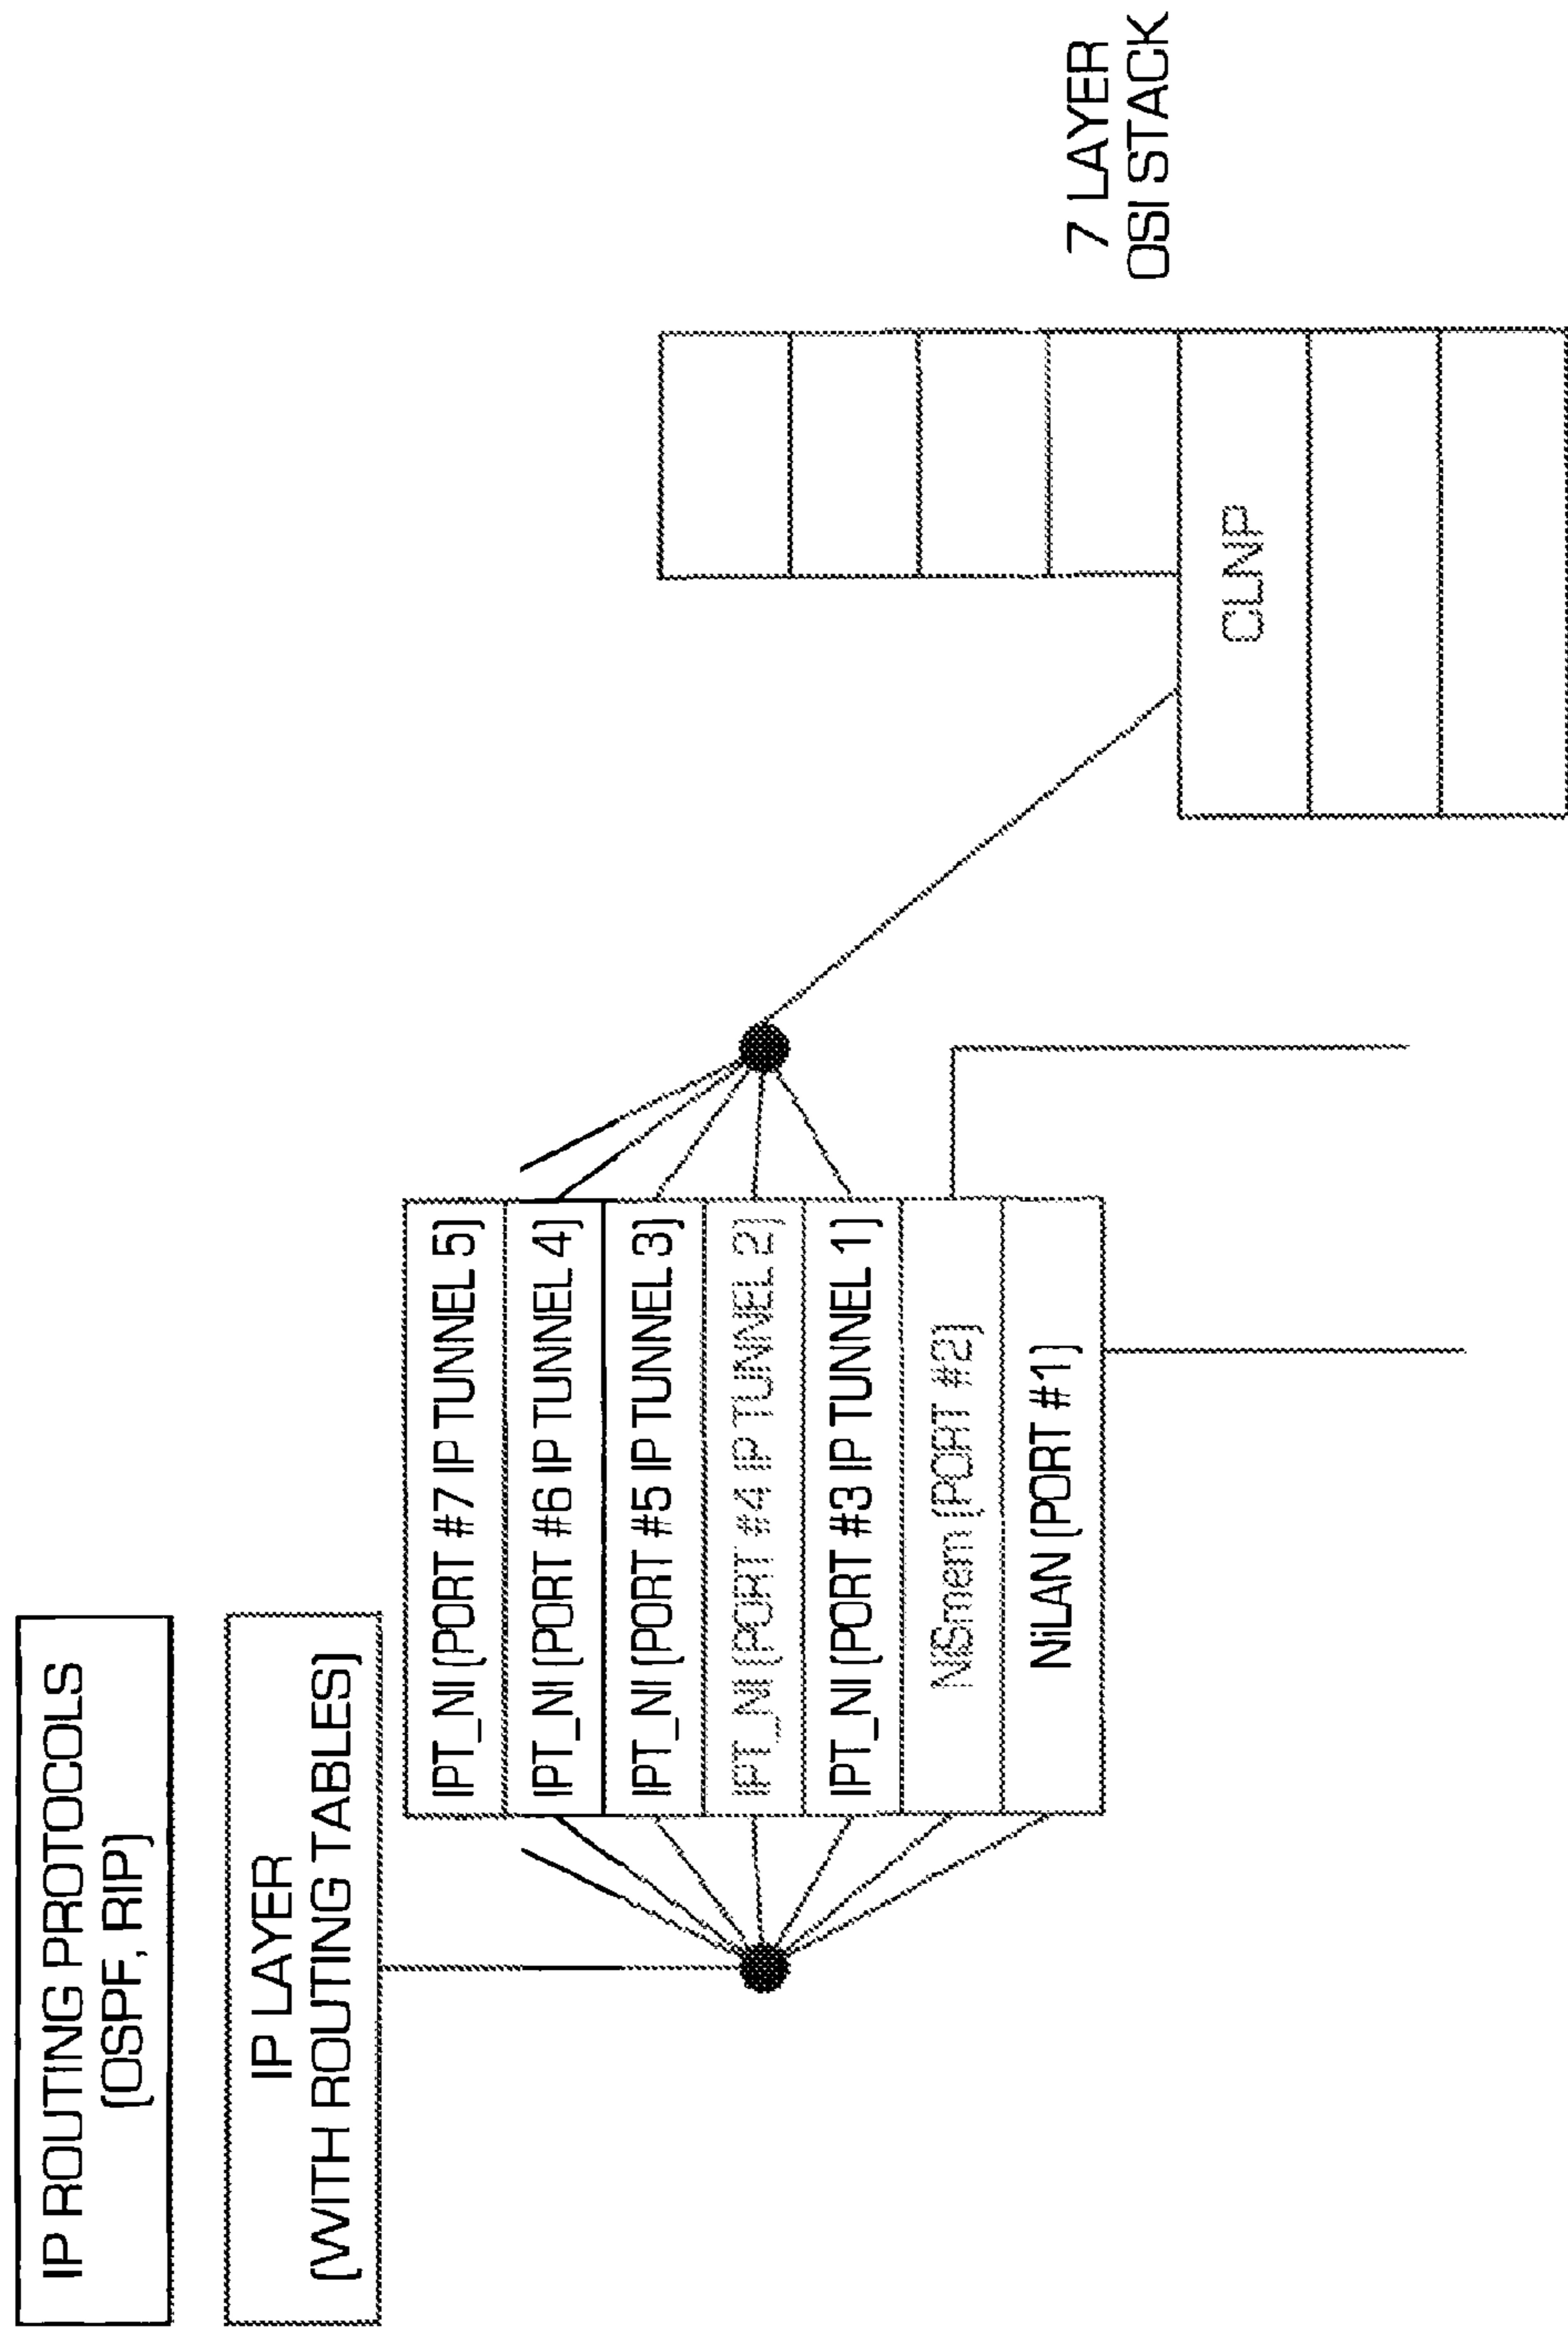 IP ROUTING PROTOCOLS
(OSPF, RIP)
IP LAYER
(WITH ROUTING TABLES)
IPT_NI (PORT #7 IP TUNNEL 5)
IPT_NI (PORT #6 IP TUNNEL 4)
IPT_NI (PORT #5 IP TUNNEL 3)
IPT_NI (PORT #4 IP TUNNEL 2)
IPT_NI (PORT #3 IP TUNNEL 1)
NiSmem (PORT #2)
NiLAN (PORT #1)
7 LAYER
OSI STACK
CLNP